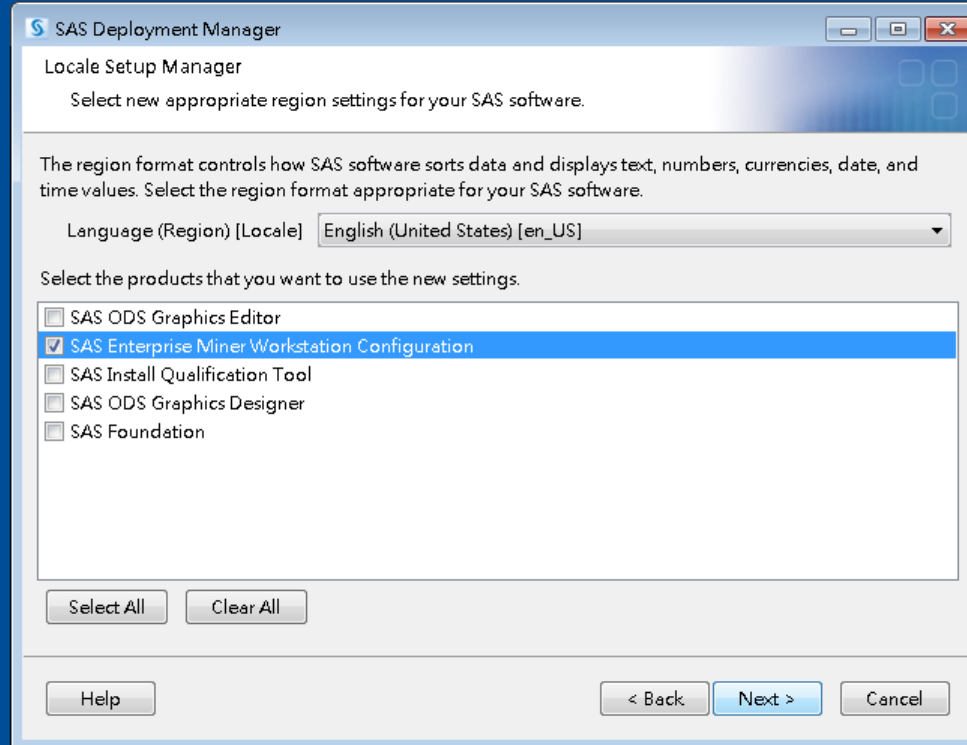 SAS Deployment Manager
Locale Setup Manager
Select new appropriate region settings for your SAS software.
The region format controls how SAS software sorts data and displays text, numbers, currencies, date, and
time values. Select the region format appropriate for your SAS software.
Language (Region) [Locale] English (United States) [en_US]
Select the products that you want to use the new settings.
SAS ODS Graphics Editor
SAS Enterprise Miner Workstation Configuration
SAS Install Qualification Tool
SAS ODS Graphics Designer
SAS Foundation
Select All Clear All
Help < Back Next > Cancel